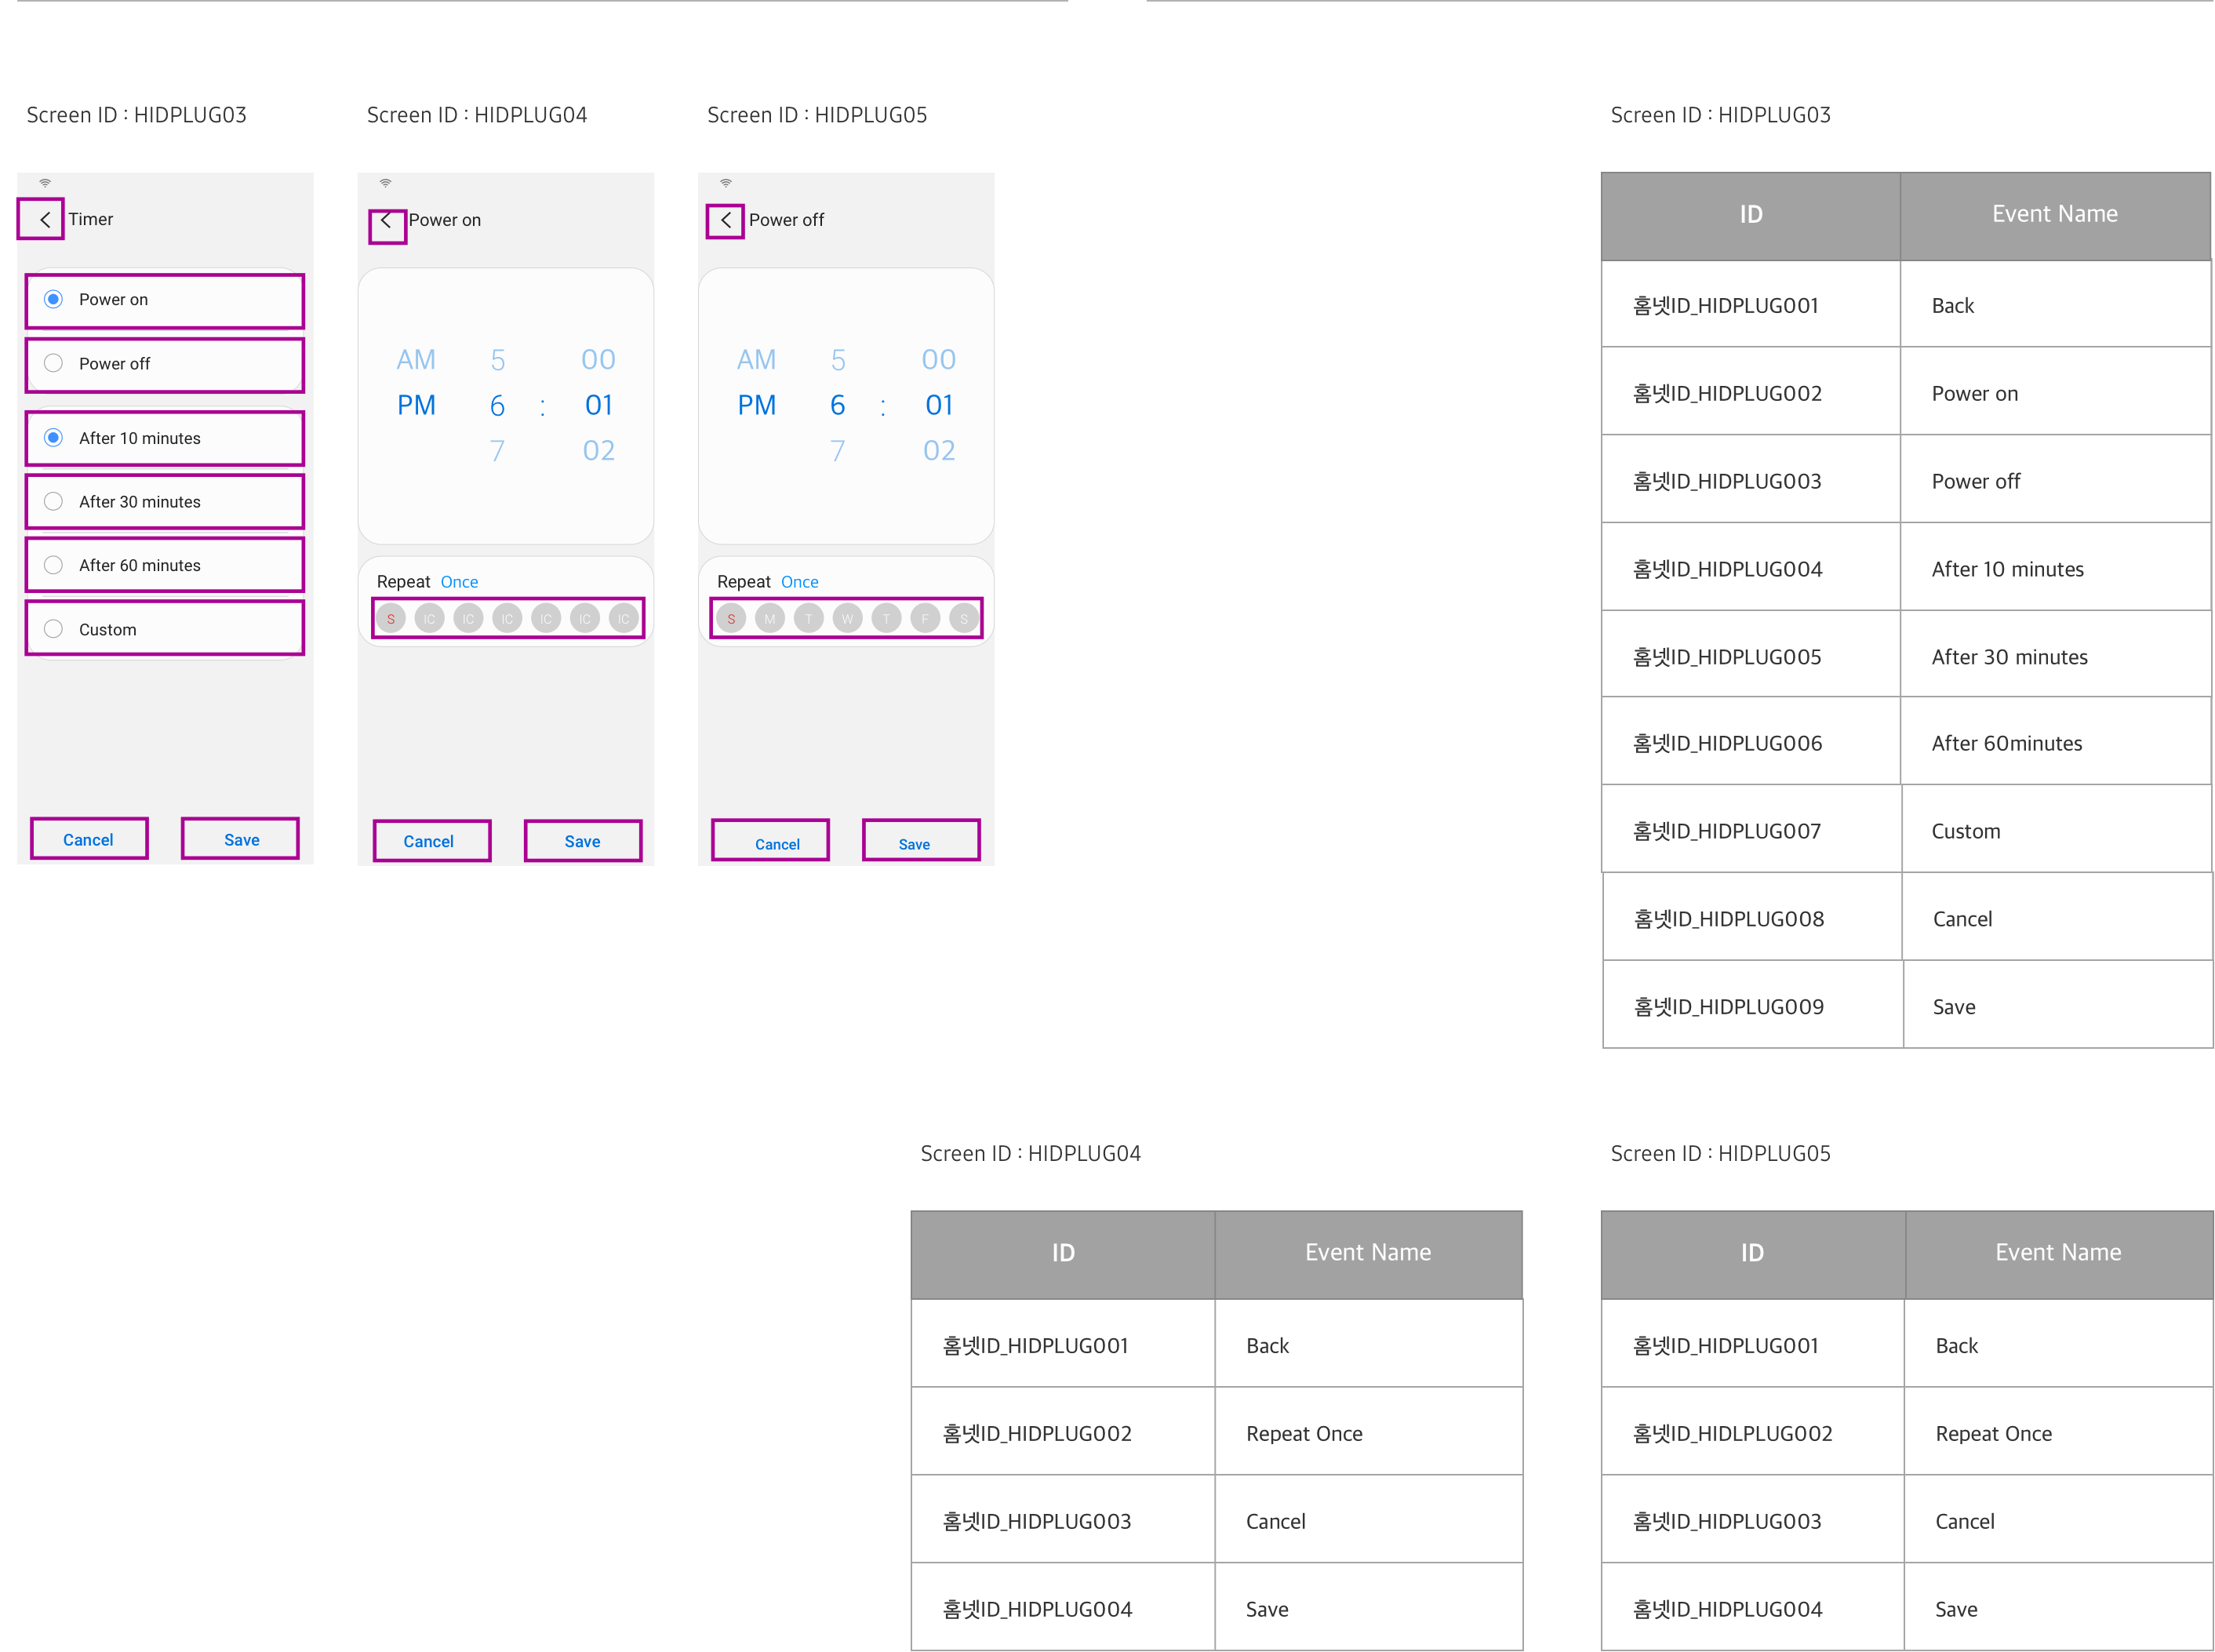 Screen ID : HIDPLUG03
Timer
Power on
Power off
After 10 minutes
After 30 minutes
After 60 minutes
Custom
Cancel Save
Screen ID : HIDPLUG04
Power on
AM 5 00
PM 6 : 01
7 02
Repeat Once
S IC IC IC IC IC IC
Cancel Save
Screen ID : HIDPLUG05
Power off
AM 5 00
PM 6 : 01
7 02
Repeat Once
S M T W T F S
Cancel Save
Screen ID : HIDPLUG03
ID Event Name
홈넷ID_HIDPLUG001 Back
홈넷ID_HIDPLUG002 Power on
홈넷ID_HIDPLUG003 Power off
홈넷ID_HIDPLUG004 After 10 minutes
홈넷ID_HIDPLUG005 After 30 minutes
홈넷ID_HIDPLUG006 After 60minutes
홈넷ID_HIDPLUG007 Custom
홈넷ID_HIDPLUG008 Cancel
홈넷ID_HIDPLUG009 Save
Screen ID : HIDPLUG04
ID Event Name
홈넷ID_HIDPLUG001 Back
홈넷ID_HIDPLUG002 Repeat Once
홈넷ID_HIDPLUG003 Cancel
홈넷ID_HIDPLUG004 Save
Screen ID : HIDPLUG05
ID Event Name
홈넷ID_HIDPLUG001 Back
홈넷ID_HIDLPLUG002 Repeat Once
홈넷ID_HIDPLUG003 Cancel
홈넷ID_HIDPLUG004 Save